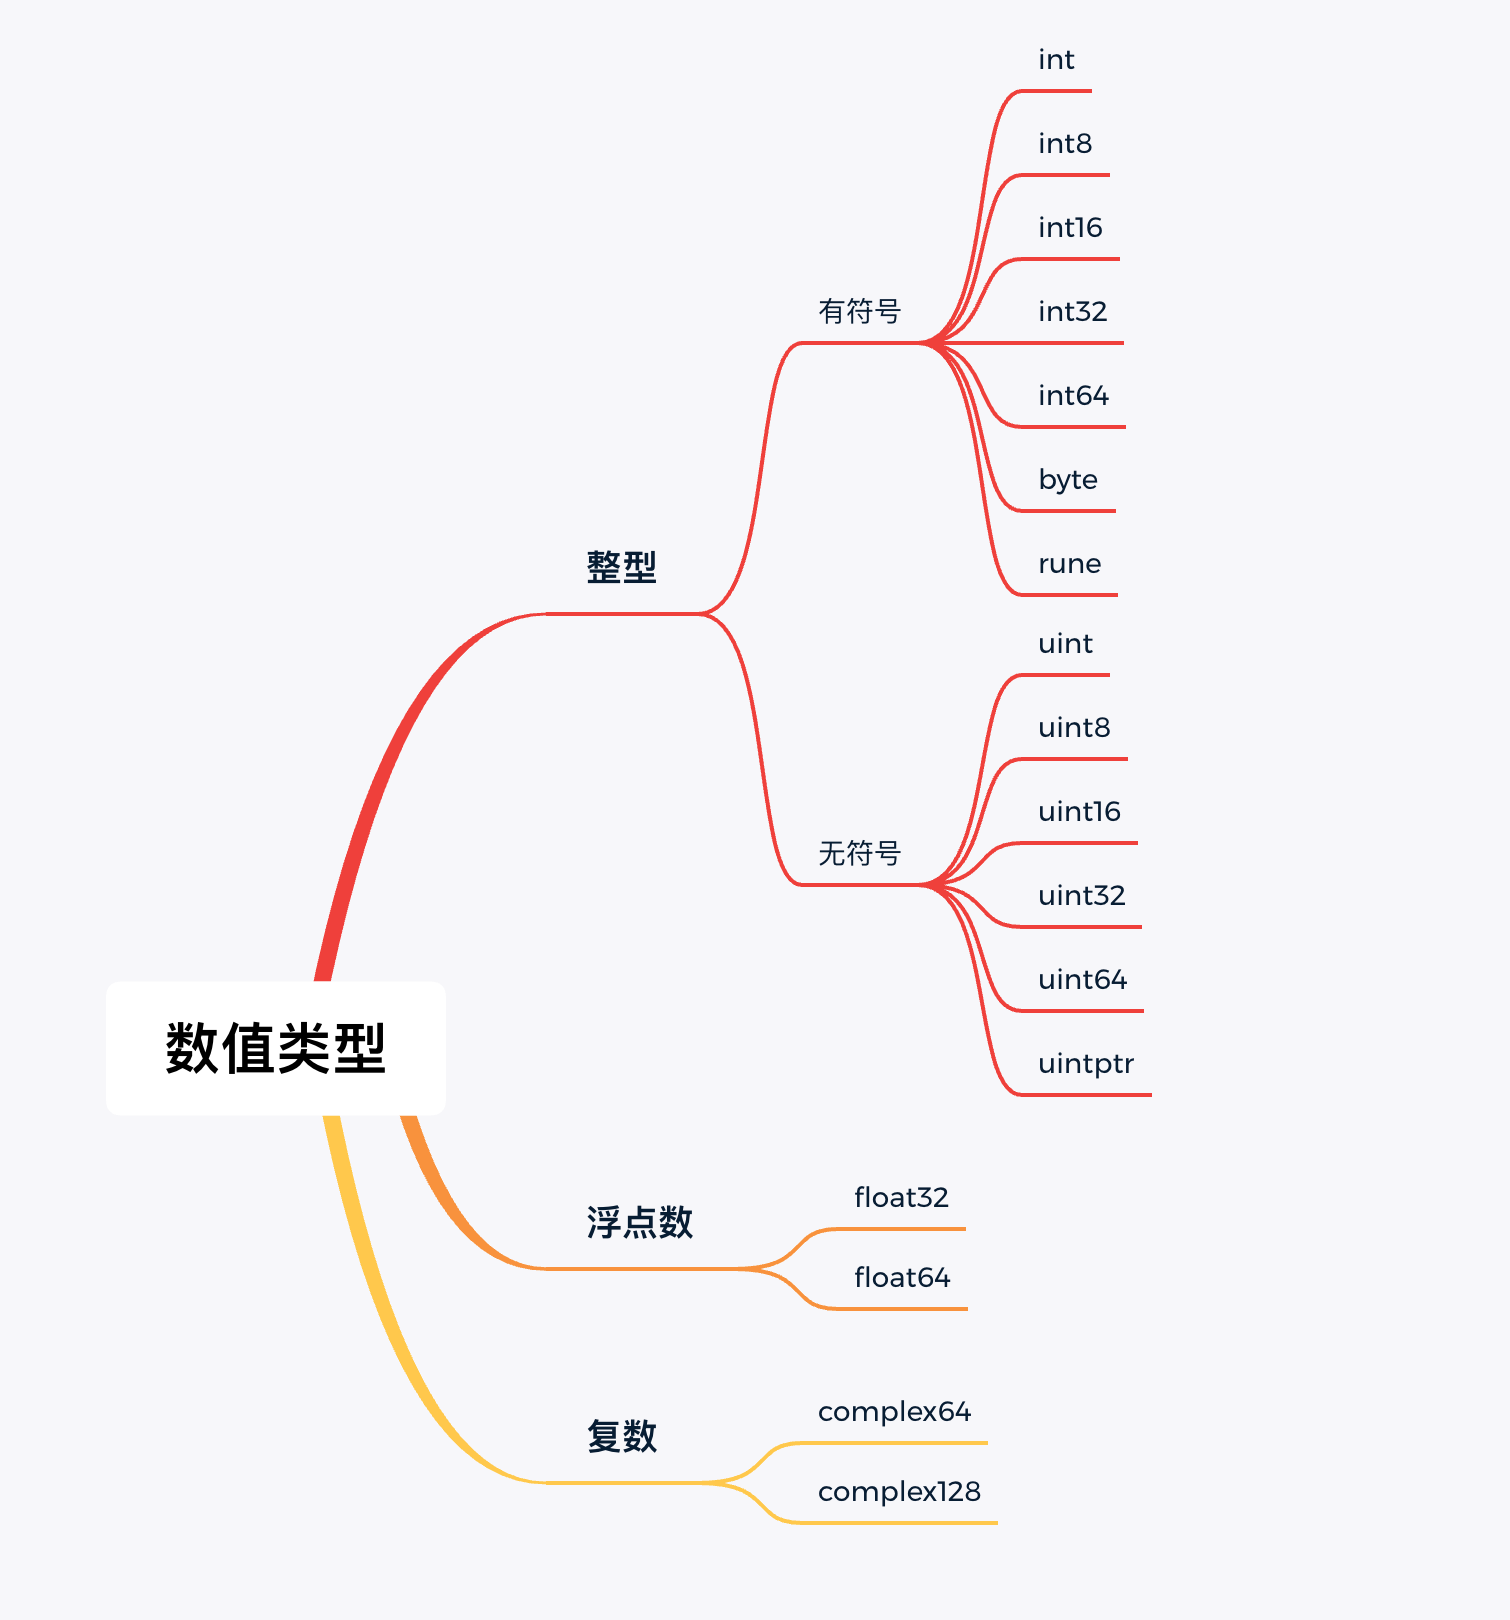 数值类型
整型
有符号
int
int8
int16
int32
int64
byte
rune
无符号
uint
uint8
uint16
uint32
uint64
uintptr
浮点数
float32
float64
复数
complex64
complex128